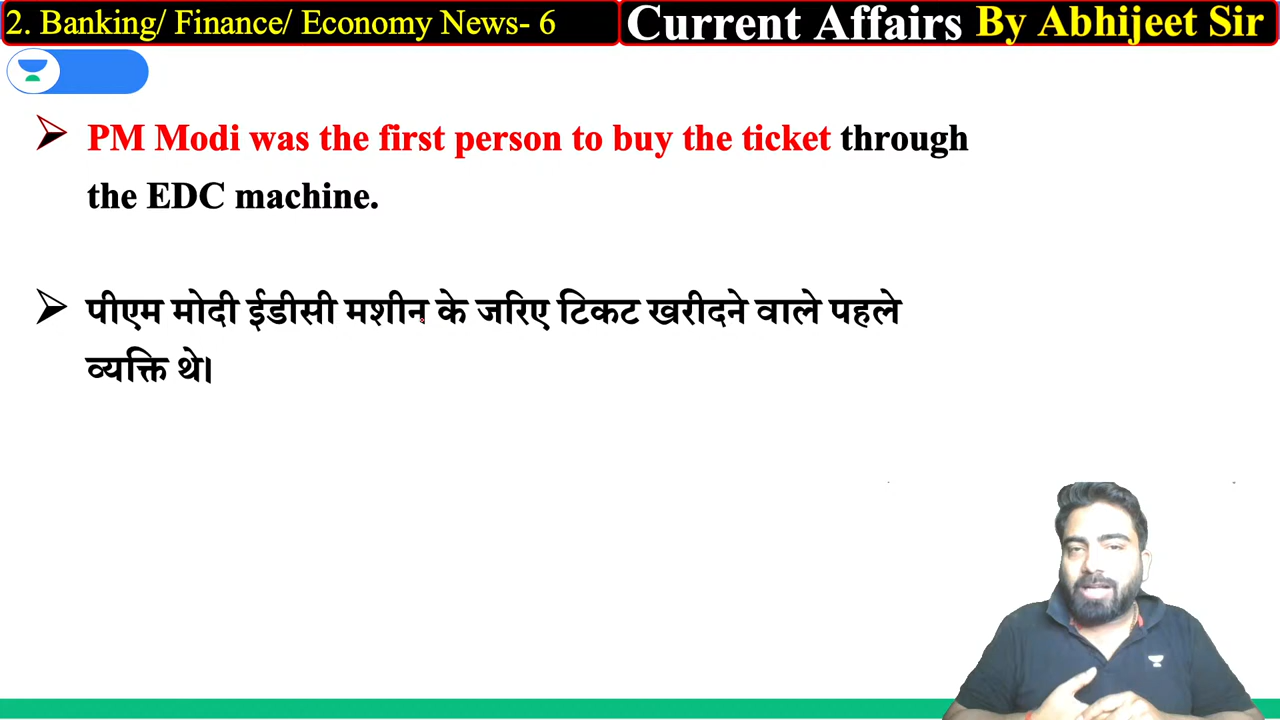 2. Banking/ Finance/ Economy News- 6
Current Affairs By Abhijeet Sir
PM Modi was the first person to buy the ticket through
the EDC machine.
पीएम मोदी ईडीसी मशीन के जरिए टिकट खरीदने वाले पहले
व्यक्ति थे।